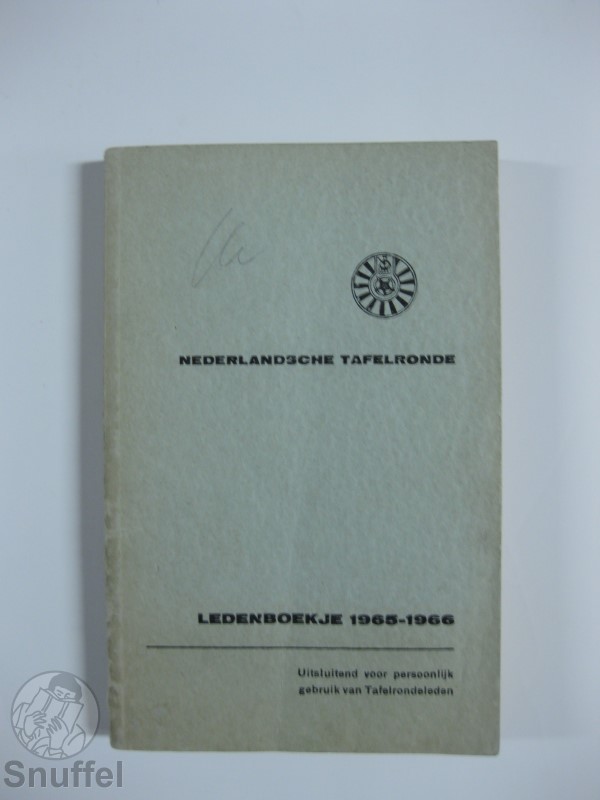 NEDERLANDSCHE TAFELRONDE
LEDENBOEKJE 1965-1966
Uitsluitend voor persoonlijk
gebruik van Tafelrondeleden
Snuffel